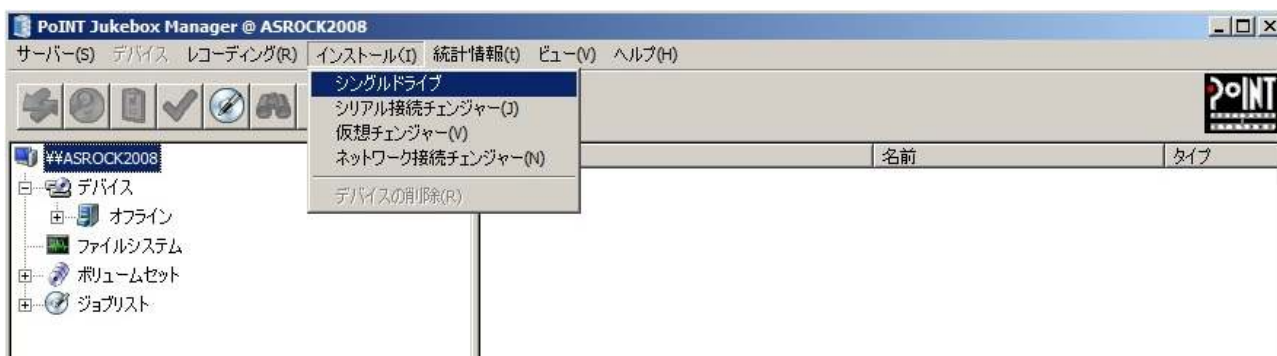 PoINT Jukebox Manager @ ASROCK2008
サーバー(S) デバイス レコーディング(R) インストール(I) 統計情報(t) ビュー(V) ヘルプ(H)
シングルドライブ
シリアル接続チェンジャー(J)
仮想チェンジャー(V)
ネットワーク接続チェンジャー(N)
デバイスの削除(R)
PoINT
名前 タイプ
¥¥ASROCK2008
デバイス
オフライン
ファイルシステム
ボリュームセット
ジョブリスト